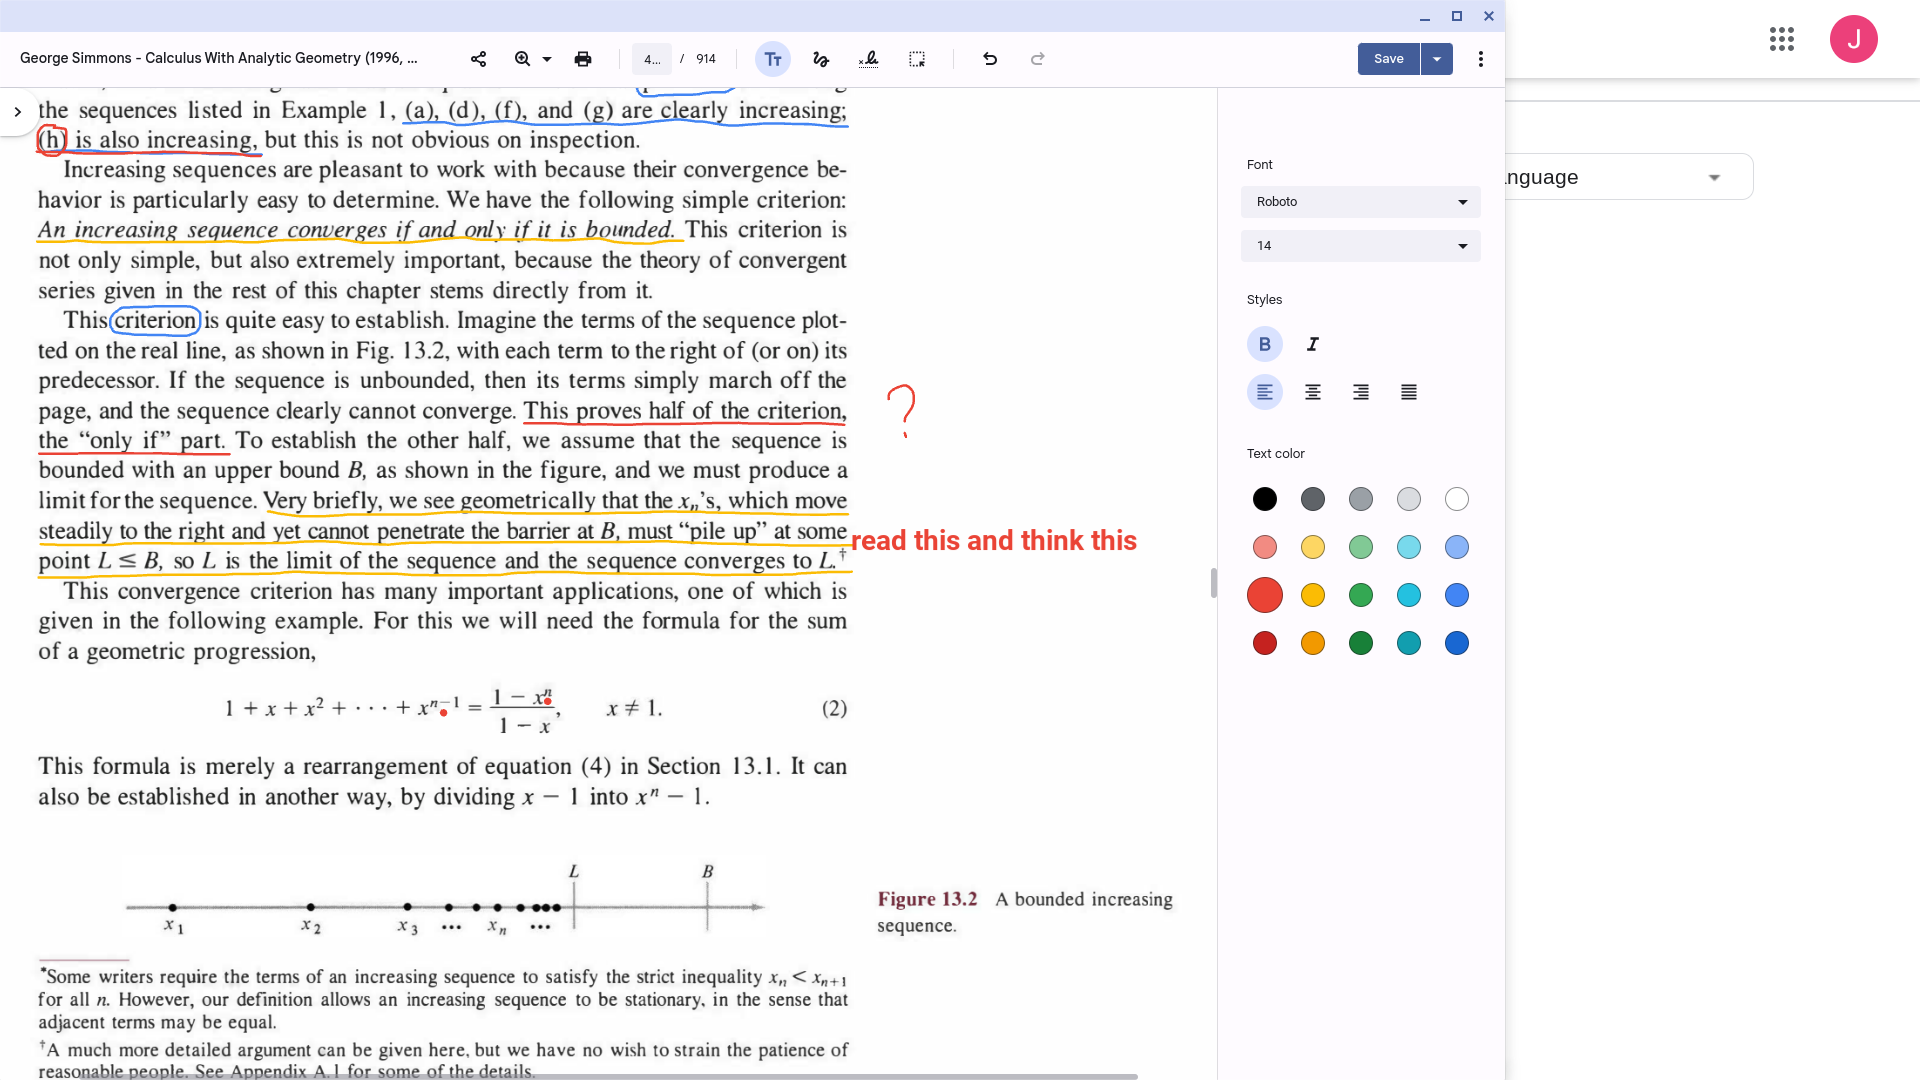 George Simmons - Calculus With Analytic Geometry (1996, ...
4...
/ 914
Save
J
the sequences listed in Example 1, (a), (d), (f), and (g) are clearly increasing;
(h) is also increasing, but this is not obvious on inspection.
Increasing sequences are pleasant to work with because their convergence be-
havior is particularly easy to determine. We have the following simple criterion:
An increasing sequence converges if and only if it is bounded. This criterion is
not only simple, but also extremely important, because the theory of convergent
series given in the rest of this chapter stems directly from it.
This criterion is quite easy to establish. Imagine the terms of the sequence plot-
ted on the real line, as shown in Fig. 13.2, with each term to the right of (or on) its
predecessor. If the sequence is unbounded, then its terms simply march off the
page, and the sequence clearly cannot converge. This proves half of the criterion,
the “only if” part. To establish the other half, we assume that the sequence is
bounded with an upper bound B, as shown in the figure, and we must produce a
limit for the sequence. Very briefly, we see geometrically that the xₙ’s, which move
steadily to the right and yet cannot penetrate the barrier at B, must “pile up” at some
point L ≤ B, so L is the limit of the sequence and the sequence converges to L.†
?
read this and think this
This convergence criterion has many important applications, one of which is
given in the following example. For this we will need the formula for the sum
of a geometric progression,
1 + x + x² + · · · + xⁿ⁻¹ = (1 − xⁿ)/(1 − x), x ≠ 1. (2)
This formula is merely a rearrangement of equation (4) in Section 13.1. It can
also be established in another way, by dividing x − 1 into xⁿ − 1.
L B
x₁ x₂ x₃ ... xₙ ...
Figure 13.2 A bounded increasing
sequence.
*Some writers require the terms of an increasing sequence to satisfy the strict inequality xₙ < xₙ₊₁
for all n. However, our definition allows an increasing sequence to be stationary, in the sense that
adjacent terms may be equal.
†A much more detailed argument can be given here, but we have no wish to strain the patience of
reasonable people. See Appendix A.1 for some of the details.
Font
Roboto
14
Styles
B I
Text color
nguage